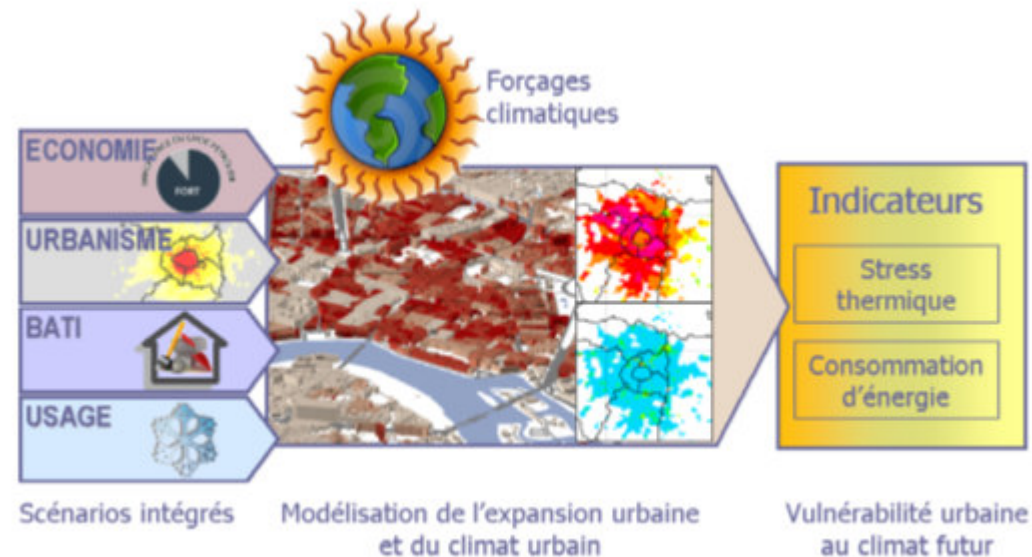 Forçages
climatiques
ECONOMIE
FORT
URBANISME
BATI
USAGE
Indicateurs
Stress
thermique
Consommation
d'énergie
Scénarios intégrés
Modélisation de l'expansion urbaine
et du climat urbain
Vulnérabilité urbaine
au climat futur